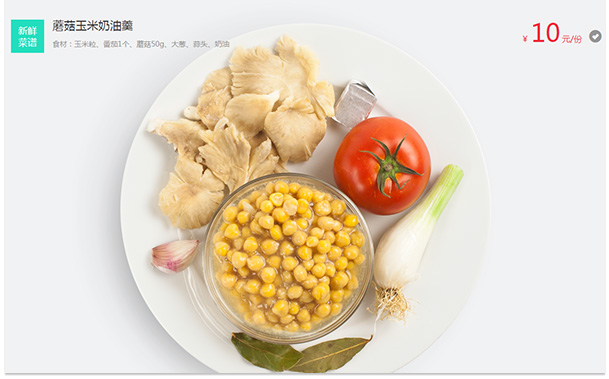 新鲜
菜谱
蘑菇玉米奶油羹
食材：玉米粒、番茄1个、蘑菇50g、大葱、蒜头、奶油
¥ 10 元/份